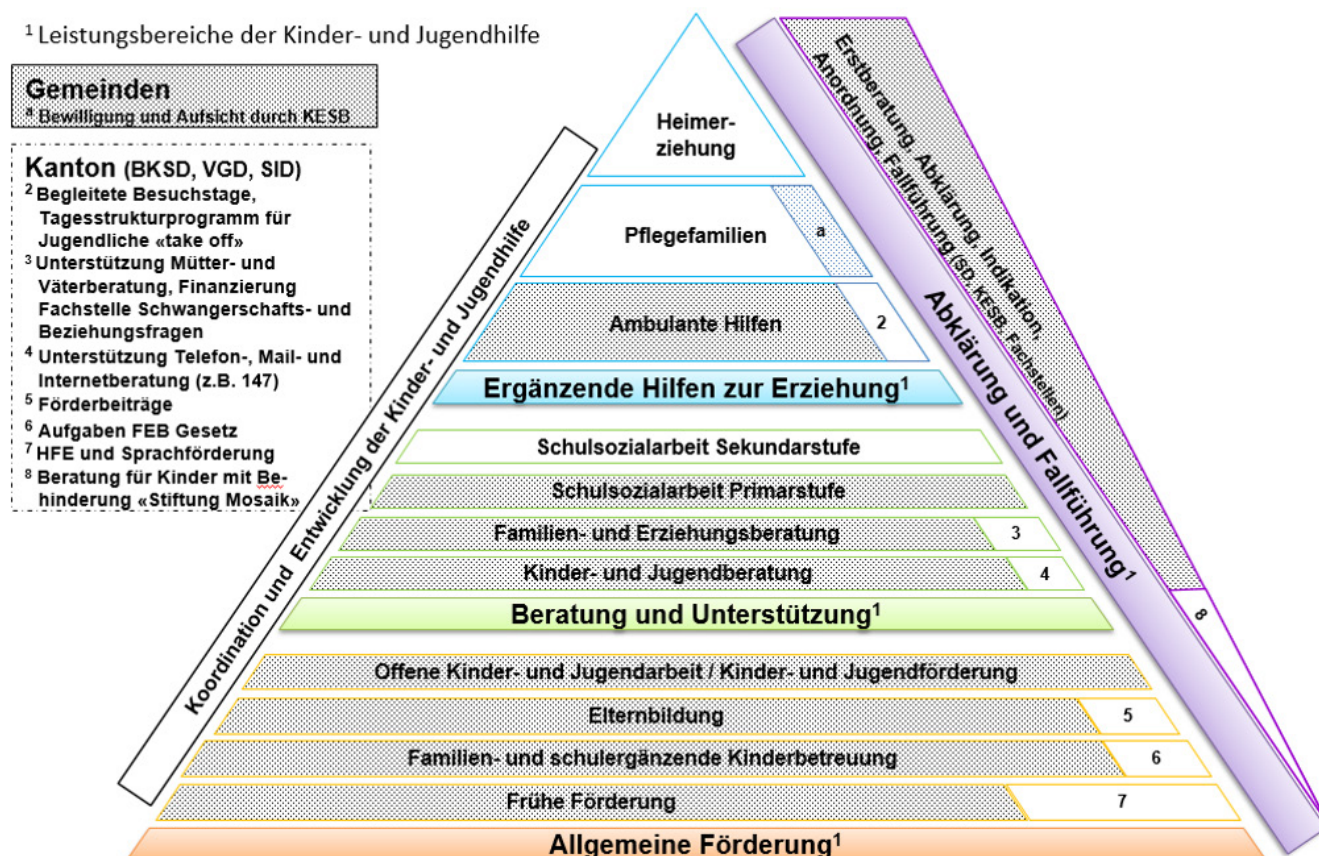 ¹ Leistungsbereiche der Kinder- und Jugendhilfe
Gemeinden
ª Bewilligung und Aufsicht durch KESB
Kanton (BKSD, VGD, SID)
² Begleitete Besuchstage,
Tagesstrukturprogramm für
Jugendliche «take off»
³ Unterstützung Mütter- und
Väterberatung, Finanzierung
Fachstelle Schwangerschafts- und
Beziehungsfragen
⁴ Unterstützung Telefon-, Mail- und
Internetberatung (z.B. 147)
⁵ Förderbeiträge
⁶ Aufgaben FEB Gesetz
⁷ HFE und Sprachförderung
⁸ Beratung für Kinder mit Be-
hinderung «Stiftung Mosaik»
Koordination und Entwicklung der Kinder- und Jugendhilfe
Heimer-
ziehung
Pflegefamilien
a
Ambulante Hilfen
2
Ergänzende Hilfen zur Erziehung¹
Schulsozialarbeit Sekundarstufe
Schulsozialarbeit Primarstufe
Familien- und Erziehungsberatung
3
Kinder- und Jugendberatung
4
Beratung und Unterstützung¹
Offene Kinder- und Jugendarbeit / Kinder- und Jugendförderung
Elternbildung
5
Familien- und schulergänzende Kinderbetreuung
6
Frühe Förderung
7
Allgemeine Förderung¹
Erstberatung, Abklärung, Indikation,
Anordnung, Fallführung (SD, KESB, Fachstellen)
Abklärung und Fallführung¹
8